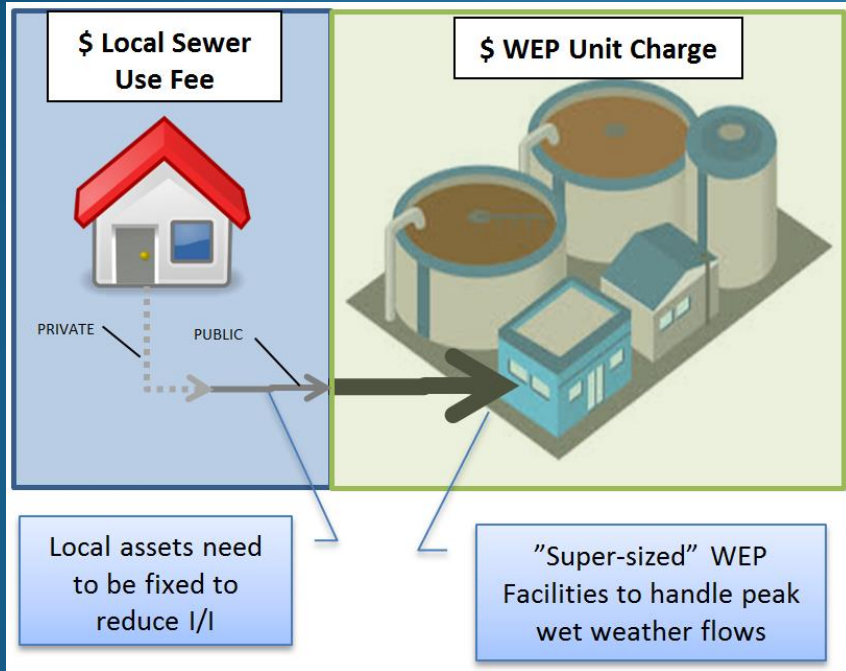 $ Local Sewer
Use Fee
$ WEP Unit Charge
PRIVATE
PUBLIC
Local assets need
to be fixed to
reduce I/I
”Super-sized” WEP
Facilities to handle peak
wet weather flows